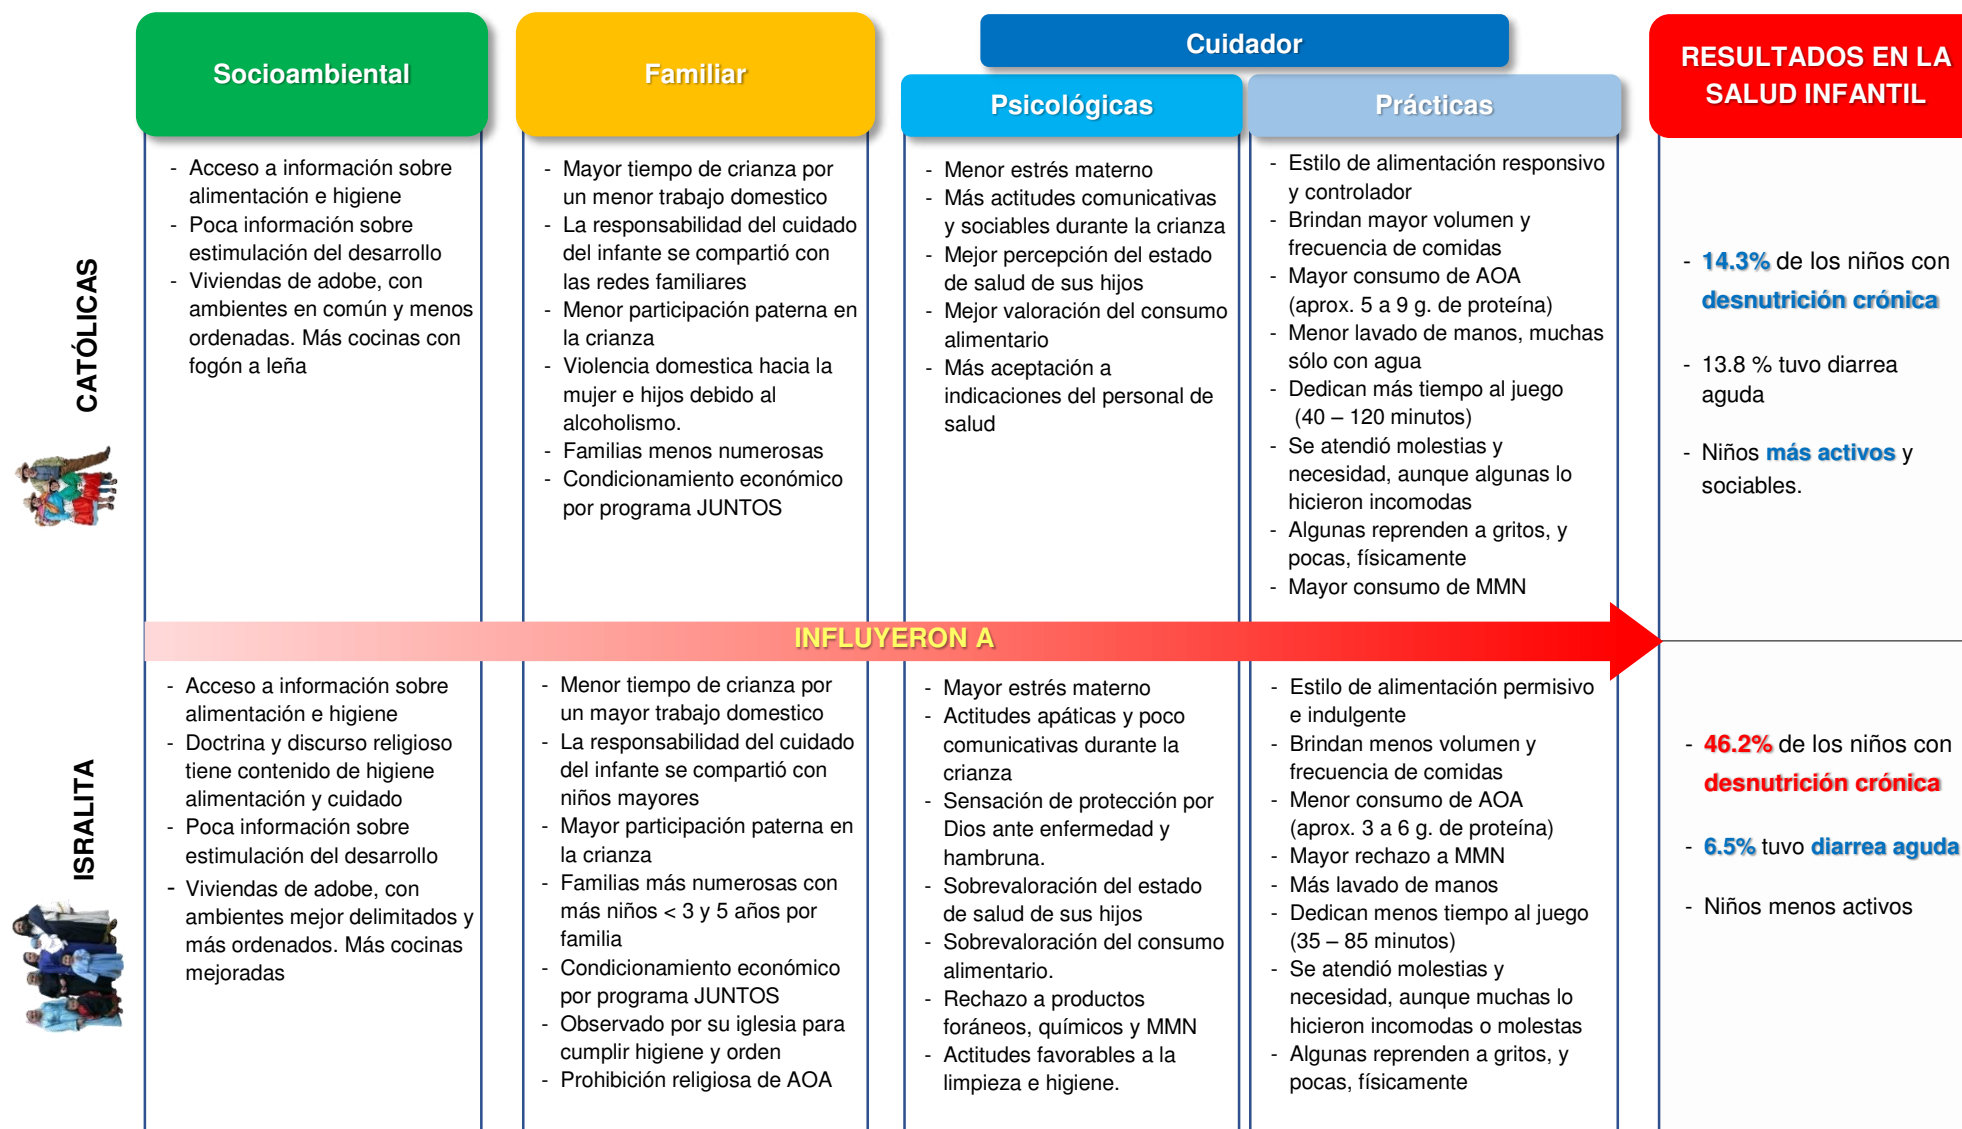 Socioambiental
Familiar
Cuidador
Psicológicas
Prácticas
RESULTADOS EN LA
SALUD INFANTIL
CATÓLICAS
- Acceso a información sobre
alimentación e higiene
- Poca información sobre
estimulación del desarrollo
- Viviendas de adobe, con
ambientes en común y menos
ordenadas. Más cocinas con
fogón a leña
- Mayor tiempo de crianza por
un menor trabajo domestico
- La responsabilidad del cuidado
del infante se compartió con
las redes familiares
- Menor participación paterna en
la crianza
- Violencia domestica hacia la
mujer e hijos debido al
alcoholismo.
- Familias menos numerosas
- Condicionamiento económico
por programa JUNTOS
- Menor estrés materno
- Más actitudes comunicativas
y sociables durante la crianza
- Mejor percepción del estado
de salud de sus hijos
- Mejor valoración del consumo
alimentario
- Más aceptación a
indicaciones del personal de
salud
- Estilo de alimentación responsivo
y controlador
- Brindan mayor volumen y
frecuencia de comidas
- Mayor consumo de AOA
(aprox. 5 a 9 g. de proteína)
- Menor lavado de manos, muchas
sólo con agua
- Dedican más tiempo al juego
(40 – 120 minutos)
- Se atendió molestias y
necesidad, aunque algunas lo
hicieron incomodas
- Algunas reprenden a gritos, y
pocas, físicamente
- Mayor consumo de MMN
- 14.3% de los niños con
desnutrición crónica
- 13.8 % tuvo diarrea
aguda
- Niños más activos y
sociables.
INFLUYERON A
ISRALITA
- Acceso a información sobre
alimentación e higiene
- Doctrina y discurso religioso
tiene contenido de higiene
alimentación y cuidado
- Poca información sobre
estimulación del desarrollo
- Viviendas de adobe, con
ambientes mejor delimitados y
más ordenados. Más cocinas
mejoradas
- Menor tiempo de crianza por
un mayor trabajo domestico
- La responsabilidad del cuidado
del infante se compartió con
niños mayores
- Mayor participación paterna en
la crianza
- Familias más numerosas con
más niños < 3 y 5 años por
familia
- Condicionamiento económico
por programa JUNTOS
- Observado por su iglesia para
cumplir higiene y orden
- Prohibición religiosa de AOA
- Mayor estrés materno
- Actitudes apáticas y poco
comunicativas durante la
crianza
- Sensación de protección por
Dios ante enfermedad y
hambruna.
- Sobrevaloración del estado
de salud de sus hijos
- Sobrevaloración del consumo
alimentario.
- Rechazo a productos
foráneos, químicos y MMN
- Actitudes favorables a la
limpieza e higiene.
- Estilo de alimentación permisivo
e indulgente
- Brindan menos volumen y
frecuencia de comidas
- Menor consumo de AOA
(aprox. 3 a 6 g. de proteína)
- Mayor rechazo a MMN
- Más lavado de manos
- Dedican menos tiempo al juego
(35 – 85 minutos)
- Se atendió molestias y
necesidad, aunque muchas lo
hicieron incomodas o molestas
- Algunas reprenden a gritos, y
pocas, físicamente
- 46.2% de los niños con
desnutrición crónica
- 6.5% tuvo diarrea aguda
- Niños menos activos